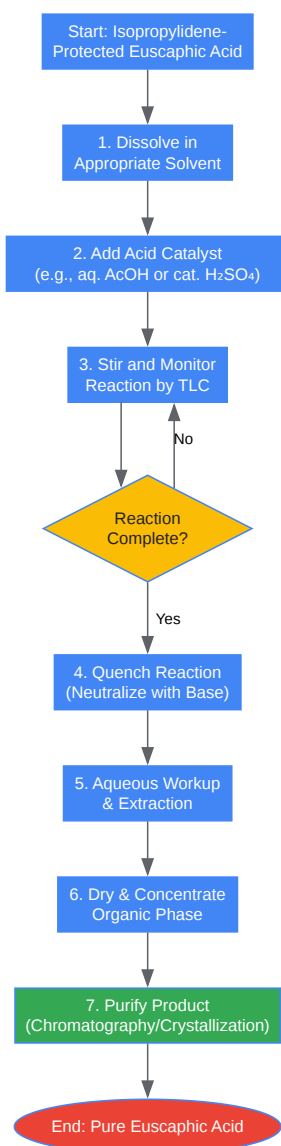 Start: Isopropylidene-
Protected Euscaphic Acid
1. Dissolve in
Appropriate Solvent
2. Add Acid Catalyst
(e.g., aq. AcOH or cat. H₂SO₄)
3. Stir and Monitor
Reaction by TLC
No
Reaction
Complete?
Yes
4. Quench Reaction
(Neutralize with Base)
5. Aqueous Workup
& Extraction
6. Dry & Concentrate
Organic Phase
7. Purify Product
(Chromatography/Crystallization)
End: Pure Euscaphic Acid